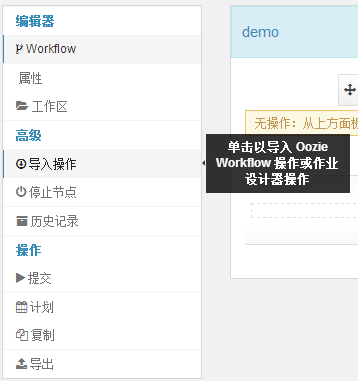 编辑器
Workflow
属性
工作区
高级
导入操作
停止节点
历史记录
操作
提交
计划
复制
导出
demo
无操作：从上方面板
单击以导入 Oozie
Workflow 操作或作业
设计器操作